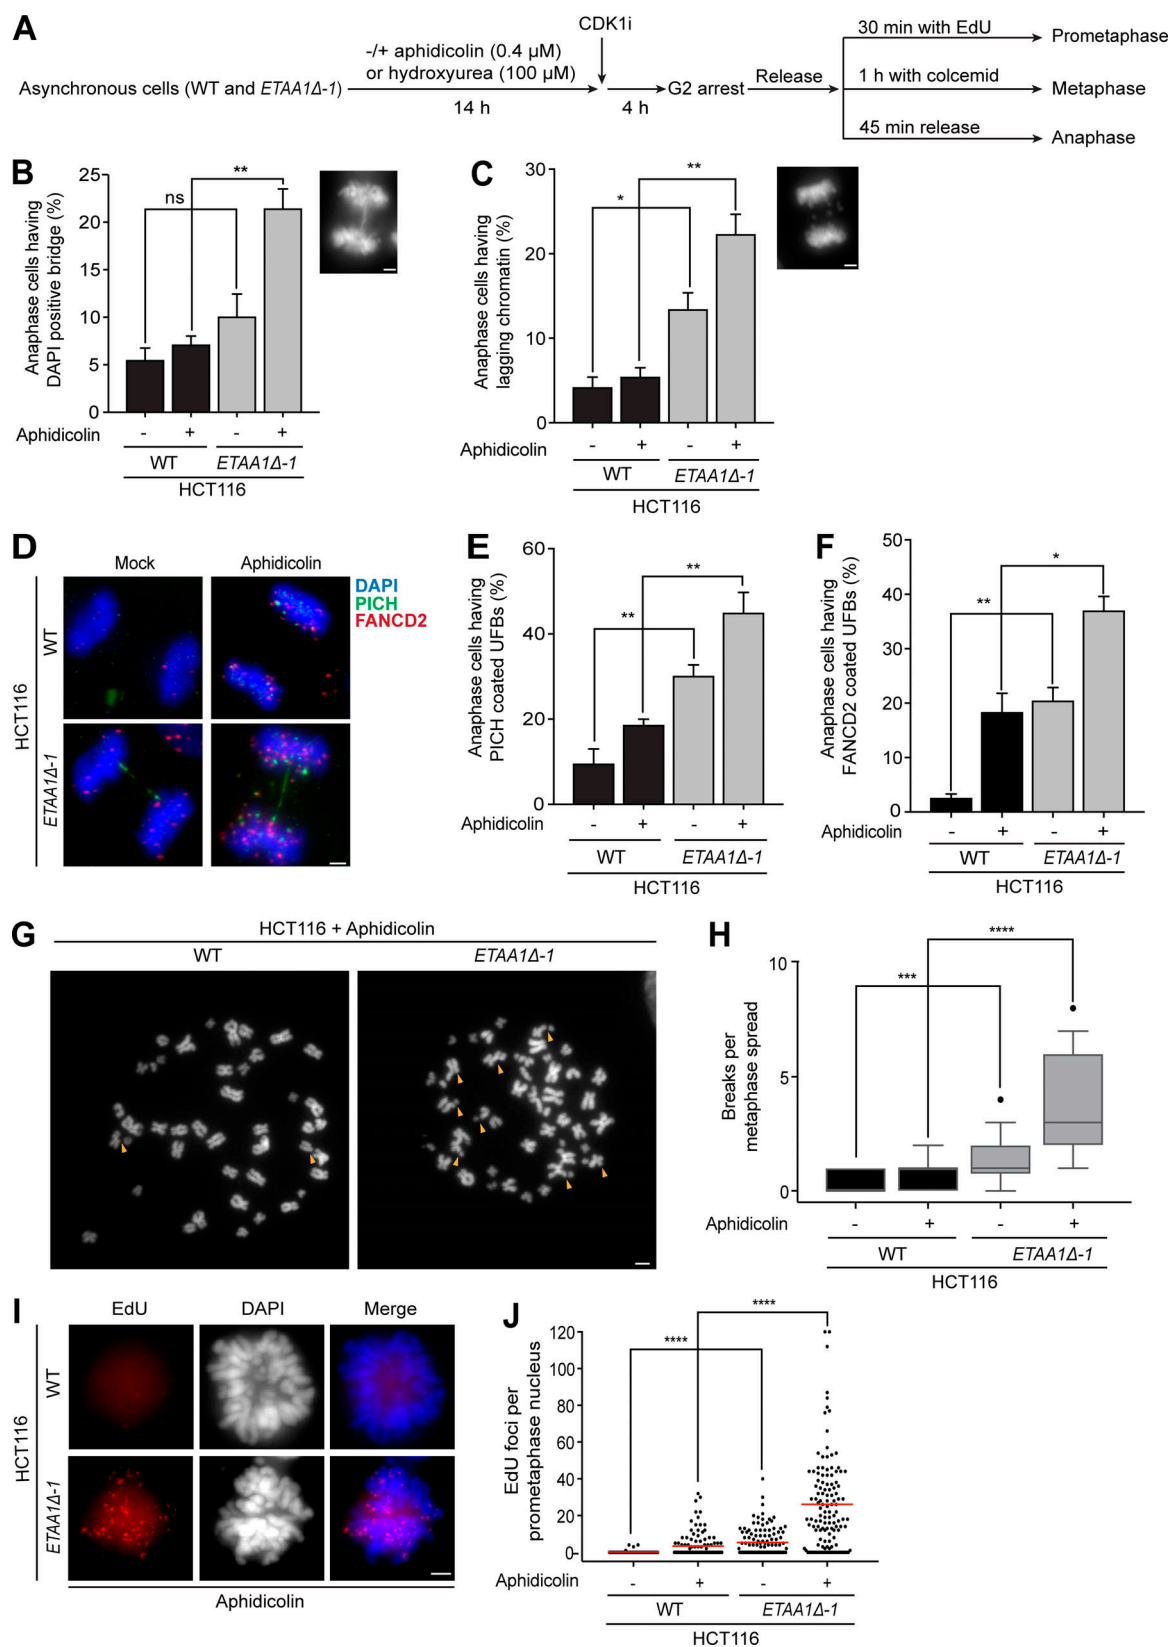 A
CDK1i
-/+ aphidicolin (0.4 µM)
or hydroxyurea (100 µM)
Asynchronous cells (WT and ETAA1Δ-1)
14 h
4 h
G2 arrest
Release
30 min with EdU
Prometaphase
1 h with colcemid
Metaphase
45 min release
Anaphase
B
Anaphase cells having
DAPI positive bridge (%)
25
20
15
10
5
0
ns
**
Aphidicolin
- + - +
WT ETAA1Δ-1
HCT116
C
Anaphase cells having
lagging chromatin (%)
30
20
10
0
*
**
Aphidicolin
- + - +
WT ETAA1Δ-1
HCT116
D
Mock Aphidicolin
DAPI
PICH
FANCD2
HCT116
WT
ETAA1Δ-1
E
Anaphase cells having
PICH coated UFBs (%)
60
40
20
0
**
**
Aphidicolin
- + - +
WT ETAA1Δ-1
HCT116
F
Anaphase cells having
FANCD2 coated UFBs (%)
50
40
30
20
10
0
**
*
Aphidicolin
- + - +
WT ETAA1Δ-1
HCT116
G
HCT116 + Aphidicolin
WT ETAA1Δ-1
H
Breaks per
metaphase spread
10
5
0
***
****
Aphidicolin
- + - +
WT ETAA1Δ-1
HCT116
I
EdU DAPI Merge
HCT116
WT
ETAA1Δ-1
Aphidicolin
J
EdU foci per
prometaphase nucleus
120
100
80
60
40
20
0
****
****
Aphidicolin
- + - +
WT ETAA1Δ-1
HCT116